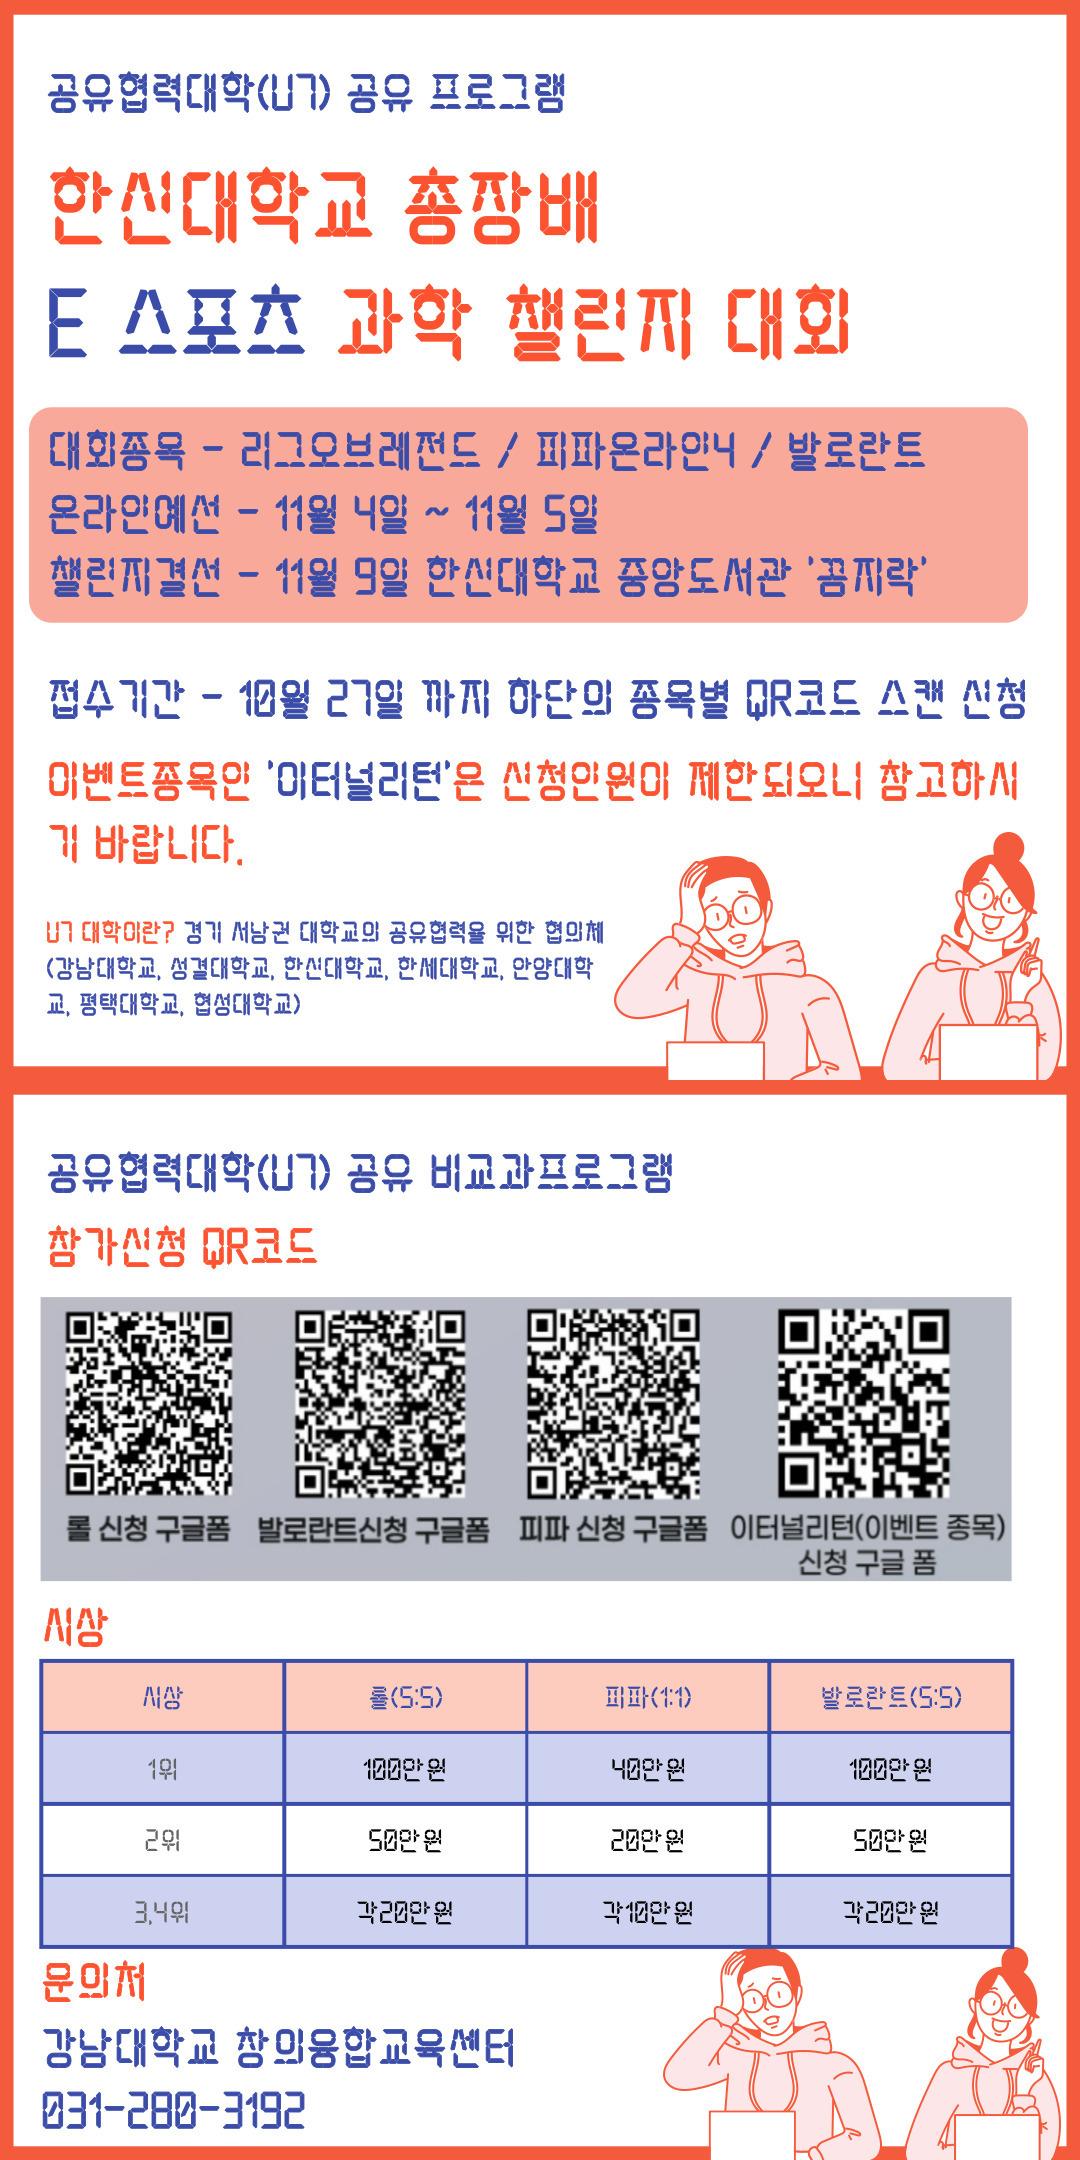 공유협력대학(U7) 공유 프로그램
한신대학교 총장배
E 스포츠 과학 챌린지 대회
대회종목 - 리그오브레전드 / 피파온라인4 / 발로란트
온라인예선 - 11월 4일 ~ 11월 5일
챌린지결선 - 11월 9일 한신대학교 중앙도서관 '꼼지락'
접수기간 - 10월 27일 까지 하단의 종목별 QR코드 스캔 신청
이벤트종목인 '이터널리턴'은 신청인원이 제한되오니 참고하시
기 바랍니다.
U7 대학이란? 경기 서남권 대학교의 공유협력을 위한 협의체
(강남대학교, 성결대학교, 한신대학교, 한세대학교, 안양대학
교, 평택대학교, 협성대학교)
공유협력대학(U7) 공유 비교과프로그램
참가신청 QR코드
롤 신청 구글폼 발로란트신청 구글폼 피파 신청 구글폼 이터널리턴(이벤트 종목)
신청 구글 폼
시상
시상 롤(5:5) 피파(1:1) 발로란트(5:5)
1위 100만원 40만원 100만원
2위 50만원 20만원 50만원
3,4위 각20만원 각10만원 각20만원
문의처
강남대학교 창의융합교육센터
031-280-3192